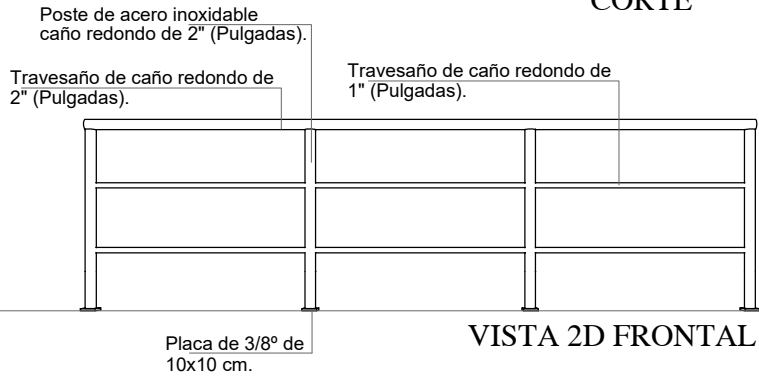 CORTE
Poste de acero inoxidable
caño redondo de 2" (Pulgadas).
Travesaño de caño redondo de
2" (Pulgadas).
Travesaño de caño redondo de
1" (Pulgadas).
Placa de 3/8º de
10x10 cm.
VISTA 2D FRONTAL